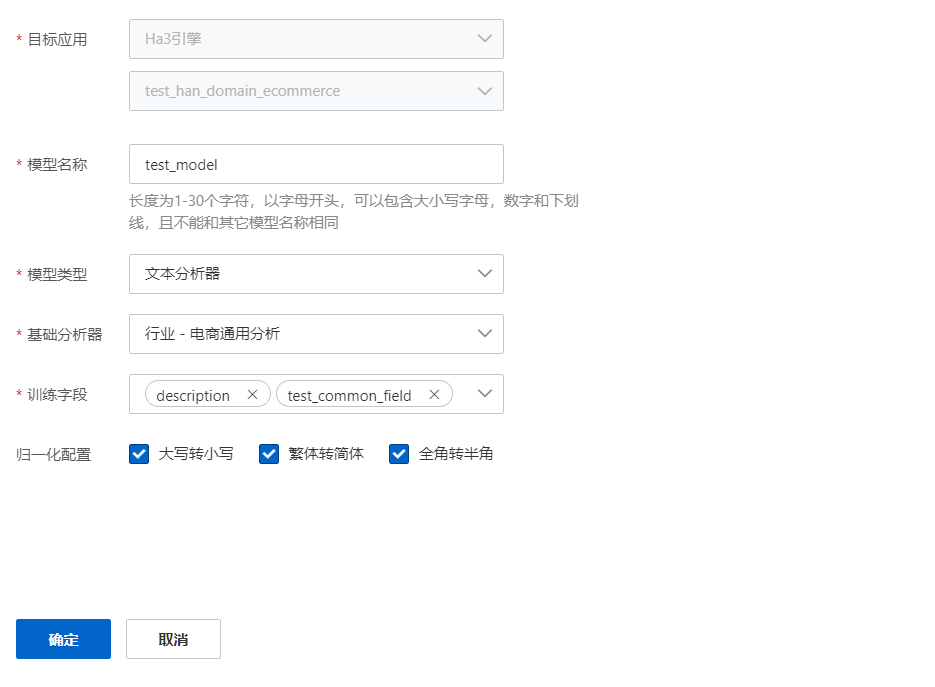 * 目标应用 Ha3引擎
test_han_domain_ecommerce
* 模型名称 test_model
长度为1-30个字符，以字母开头，可以包含大小写字母，数字和下划
线，且不能和其它模型名称相同
* 模型类型 文本分析器
* 基础分析器 行业 - 电商通用分析
* 训练字段 description test_common_field
归一化配置 大写转小写 繁体转简体 全角转半角
确定 取消